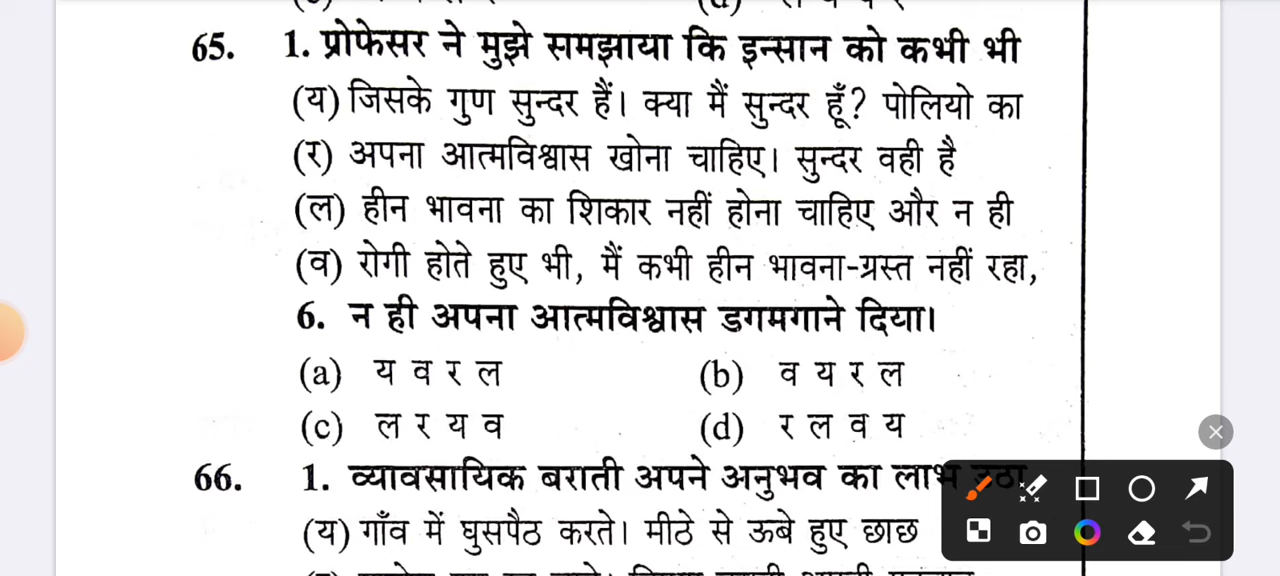 65. 1. प्रोफेसर ने मुझे समझाया कि इन्सान को कभी भी
(य) जिसके गुण सुन्दर हैं। क्या मैं सुन्दर हूँ? पोलियो का
(र) अपना आत्मविश्वास खोना चाहिए। सुन्दर वही है
(ल) हीन भावना का शिकार नहीं होना चाहिए और न ही
(व) रोगी होते हुए भी, मैं कभी हीन भावना-ग्रस्त नहीं रहा,
6. न ही अपना आत्मविश्वास डगमगाने दिया।
(a) य व र ल (b) व य र ल
(c) ल र य व (d) र ल व य
66. 1. व्यावसायिक बराती अपने अनुभव का लाभ उठा
(य) गाँव में घुसपैठ करते। मीठे से ऊबे हुए छाछ